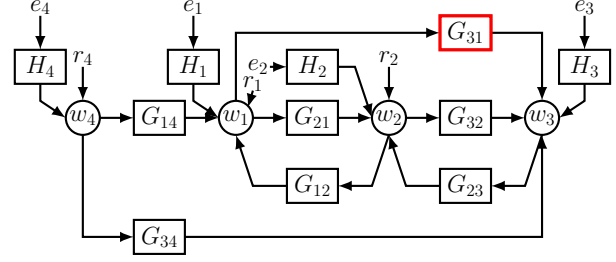 e₄ e₁ e₃
G₃₁
r₄ r₂
H₄ H₁ e₂ H₂ H₃
r₁
w₄ G₁₄ w₁ G₂₁ w₂ G₃₂ w₃
G₁₂ G₂₃
G₃₄